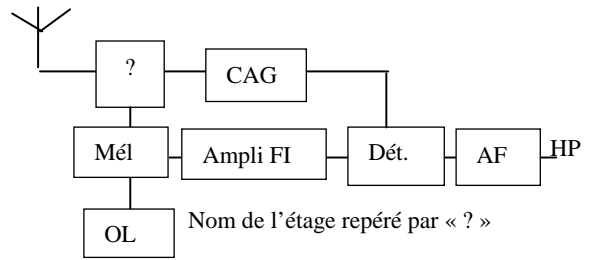 ?
CAG
Mél
Ampli FI
Dét.
AF
HP
OL
Nom de l'étage repéré par « ? »